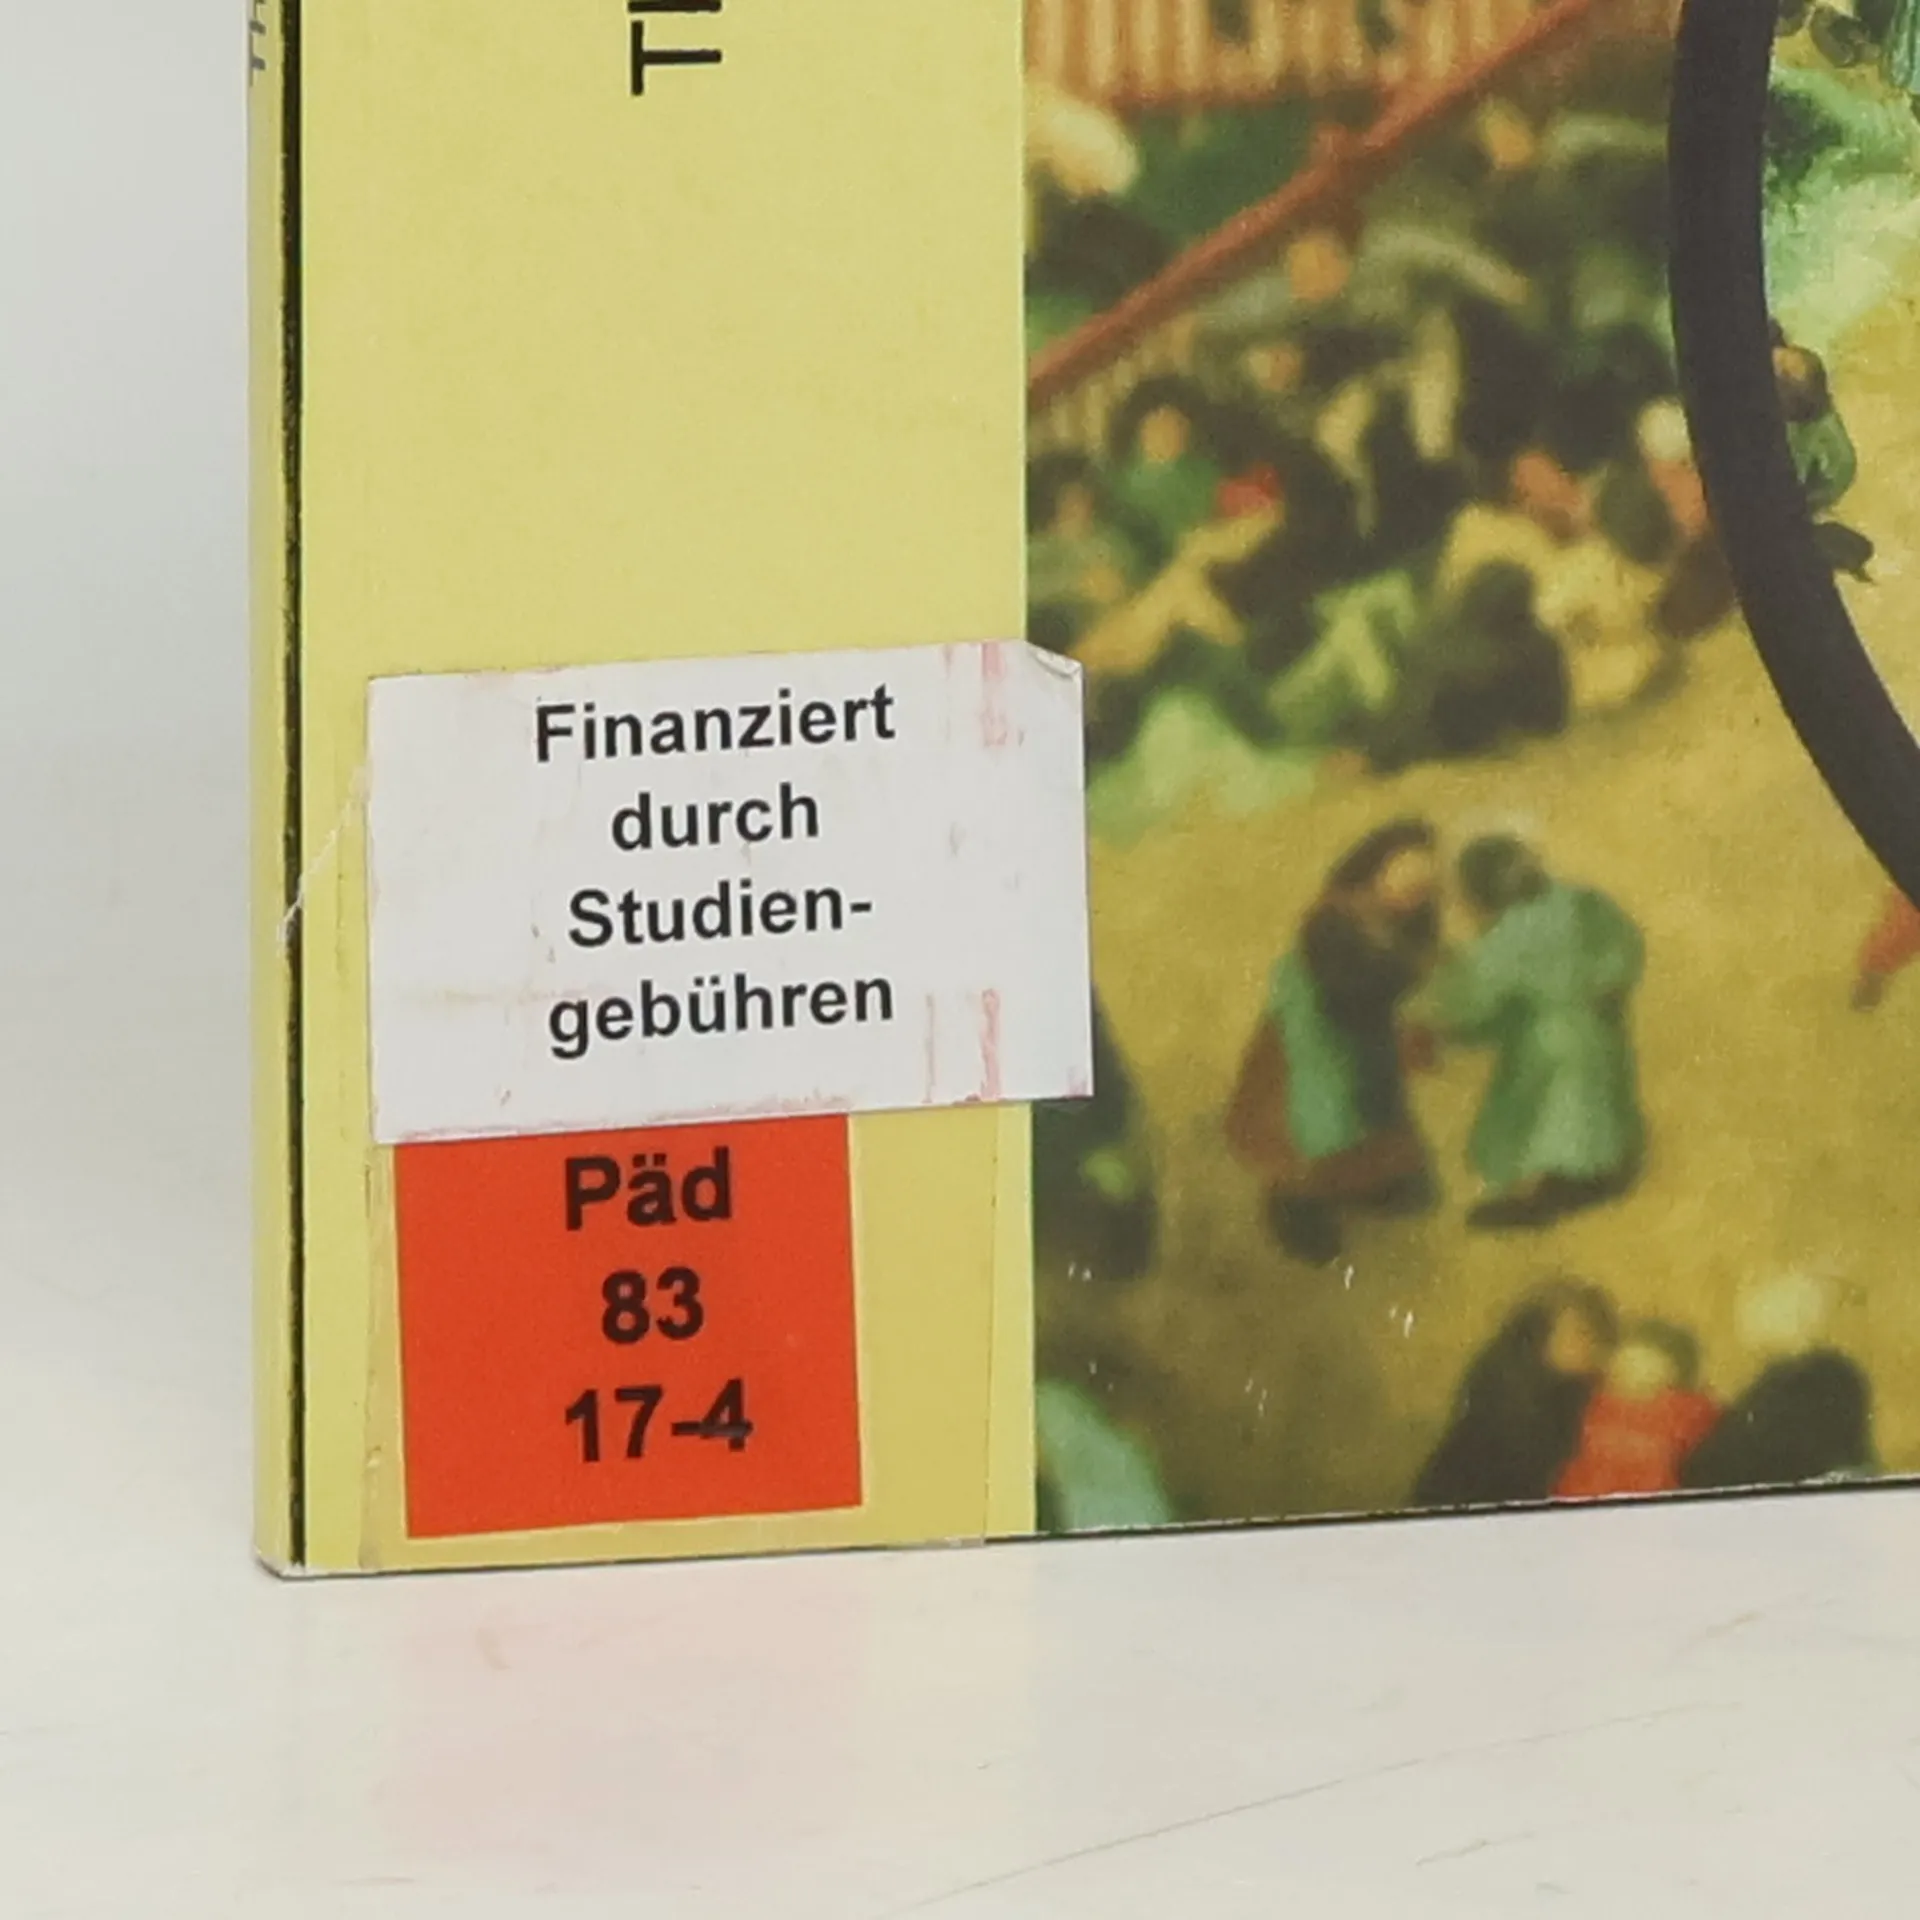 Finanziert
durch
Studien-
gebühren
Päd
83
17-4